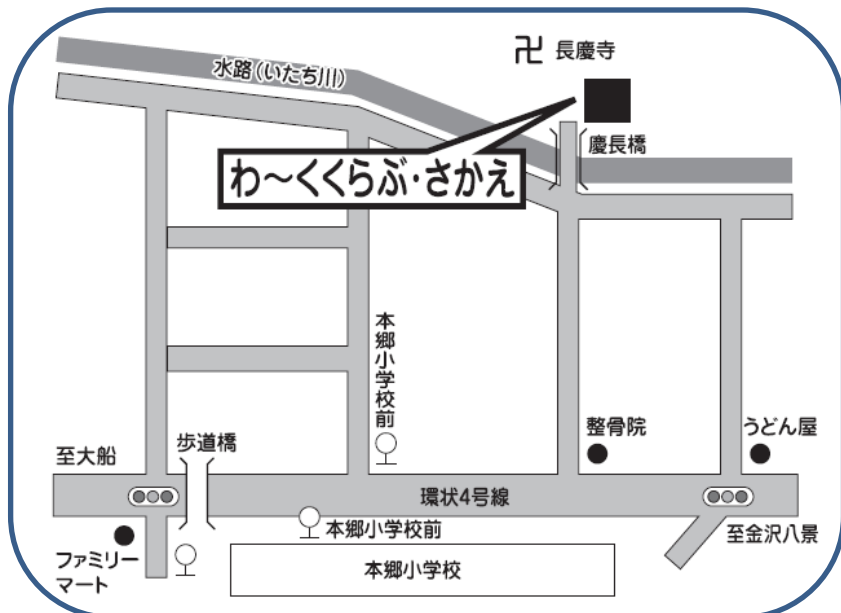 卍 長慶寺
水路(いたち川)
慶長橋
わ～くくらぶ・さかえ
本郷小学校前
整骨院
うどん屋
歩道橋
至大船
環状4号線
本郷小学校前
至金沢八景
ファミリー
マート
本郷小学校